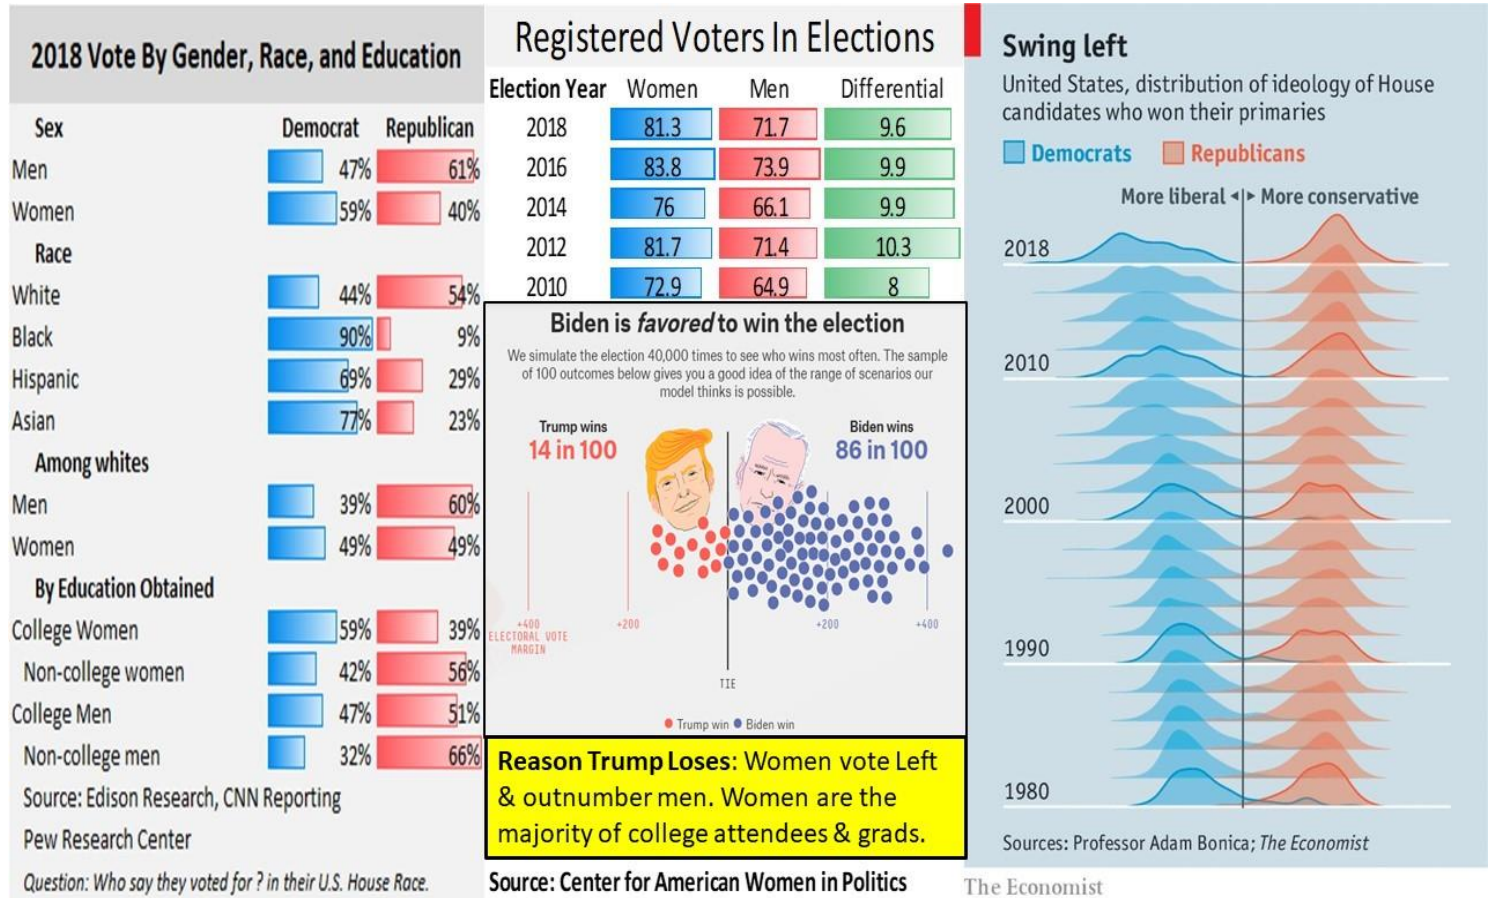 2018 Vote By Gender, Race, and Education
Sex Democrat Republican
Men 47% 61%
Women 59% 40%
Race
White 44% 54%
Black 90% 9%
Hispanic 69% 29%
Asian 77% 23%
Among whites
Men 39% 60%
Women 49% 49%
By Education Obtained
College Women 59% 39%
Non-college women 42% 56%
College Men 47% 51%
Non-college men 32% 66%
Source: Edison Research, CNN Reporting
Pew Research Center
Question: Who say they voted for ? in their U.S. House Race.
Registered Voters In Elections
Election Year Women Men Differential
2018 81.3 71.7 9.6
2016 83.8 73.9 9.9
2014 76 66.1 9.9
2012 81.7 71.4 10.3
2010 72.9 64.9 8
Biden is favored to win the election
We simulate the election 40,000 times to see who wins most often. The sample
of 100 outcomes below gives you a good idea of the range of scenarios our
model thinks is possible.
Trump wins
14 in 100
Biden wins
86 in 100
+400 +200 +200 +400
ELECTORAL VOTE
MARGIN
TIE
Trump win Biden win
Reason Trump Loses: Women vote Left
& outnumber men. Women are the
majority of college attendees & grads.
Source: Center for American Women in Politics
Swing left
United States, distribution of ideology of House
candidates who won their primaries
Democrats Republicans
More liberal ◂|▸ More conservative
2018
2010
2000
1990
1980
Sources: Professor Adam Bonica; The Economist
The Economist